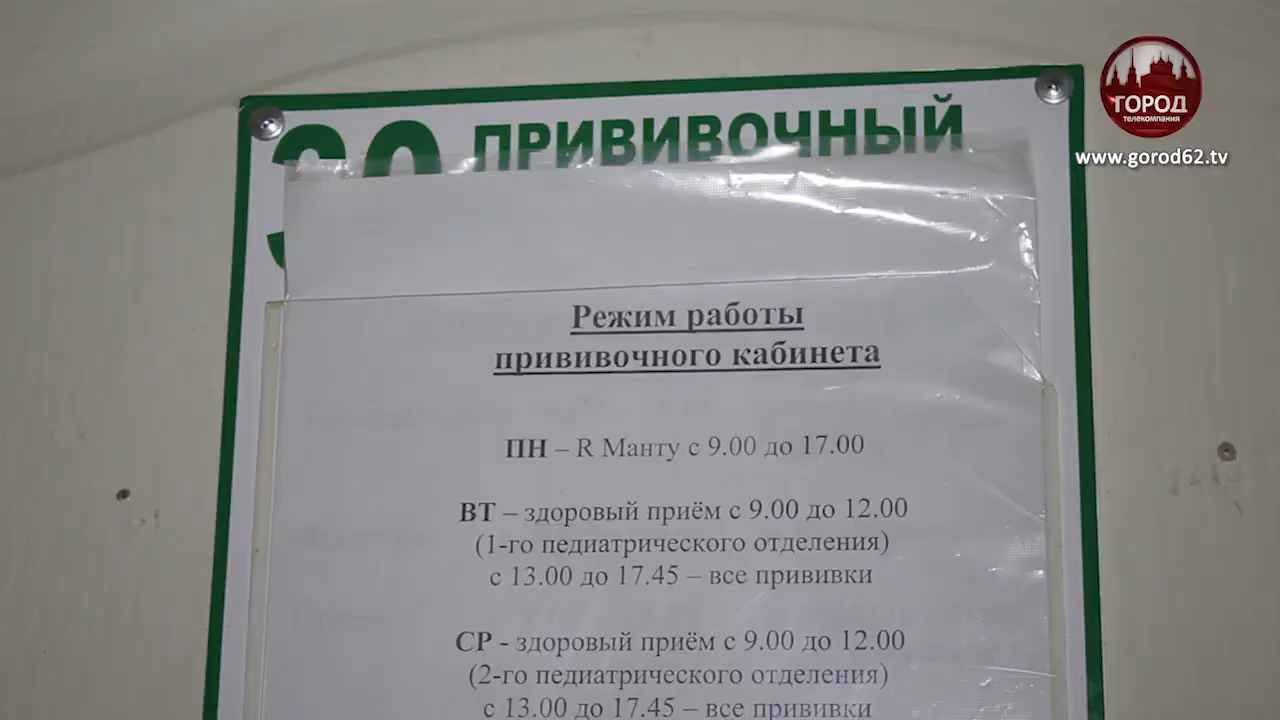 ГОРОД
телекомпания
www.gorod62.tv
ПРИВИВОЧНЫЙ
Режим работы
прививочного кабинета
ПН – R Манту с 9.00 до 17.00
ВТ – здоровый приём с 9.00 до 12.00
(1-го педиатрического отделения)
с 13.00 до 17.45 – все прививки
СР - здоровый приём с 9.00 до 12.00
(2-го педиатрического отделения)
с 13.00 до 17.45 – все прививки